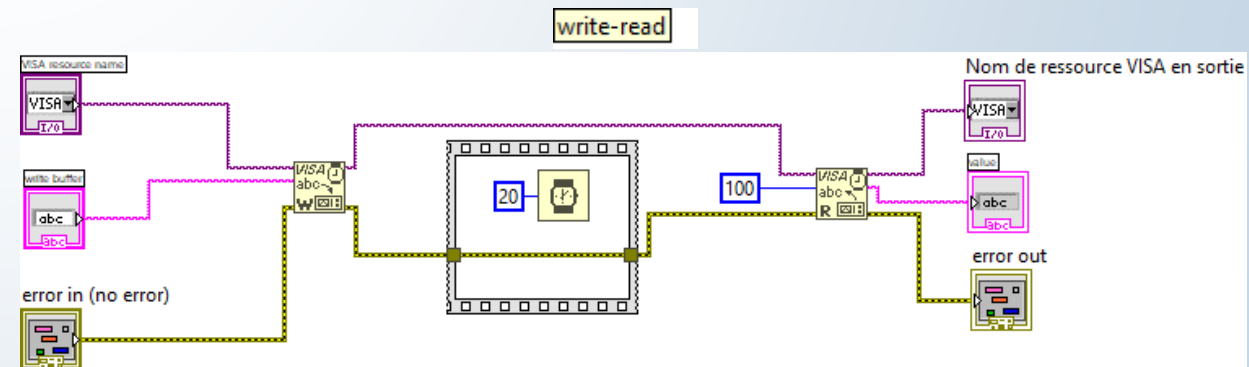 write-read
VISA resource name
Nom de ressource VISA en sortie
VISA
I/O
VISA
I/O
VISA
abc
W
write buffer
abc
abc
20
100
VISA
abc
R
value
abc
abc
error out
error in (no error)